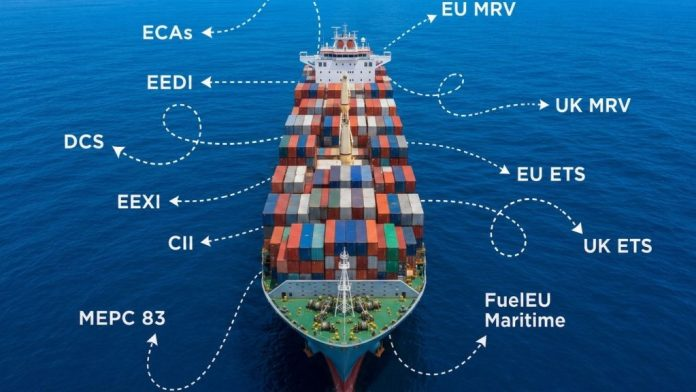 ECAs
EU MRV
EEDI
UK MRV
DCS
EU ETS
EEXI
CII
UK ETS
MEPC 83
FuelEU
Maritime